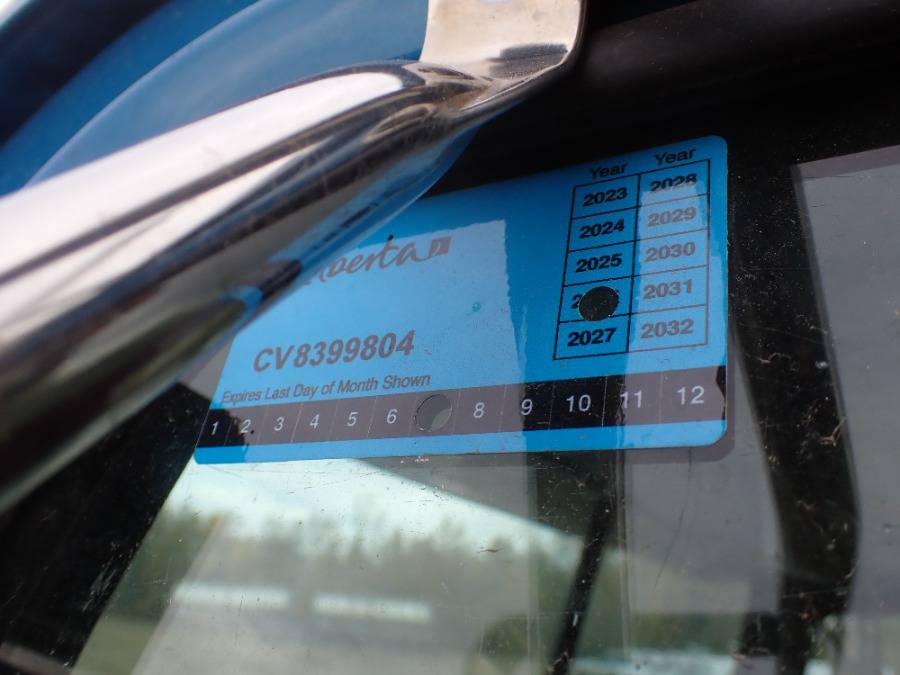 Year Year
2023 2028
2024 2029
2025 2030
2031
2027 2032
CV8399804
Expires Last Day of Month Shown
1 2 3 4 5 6 8 9 10 11 12